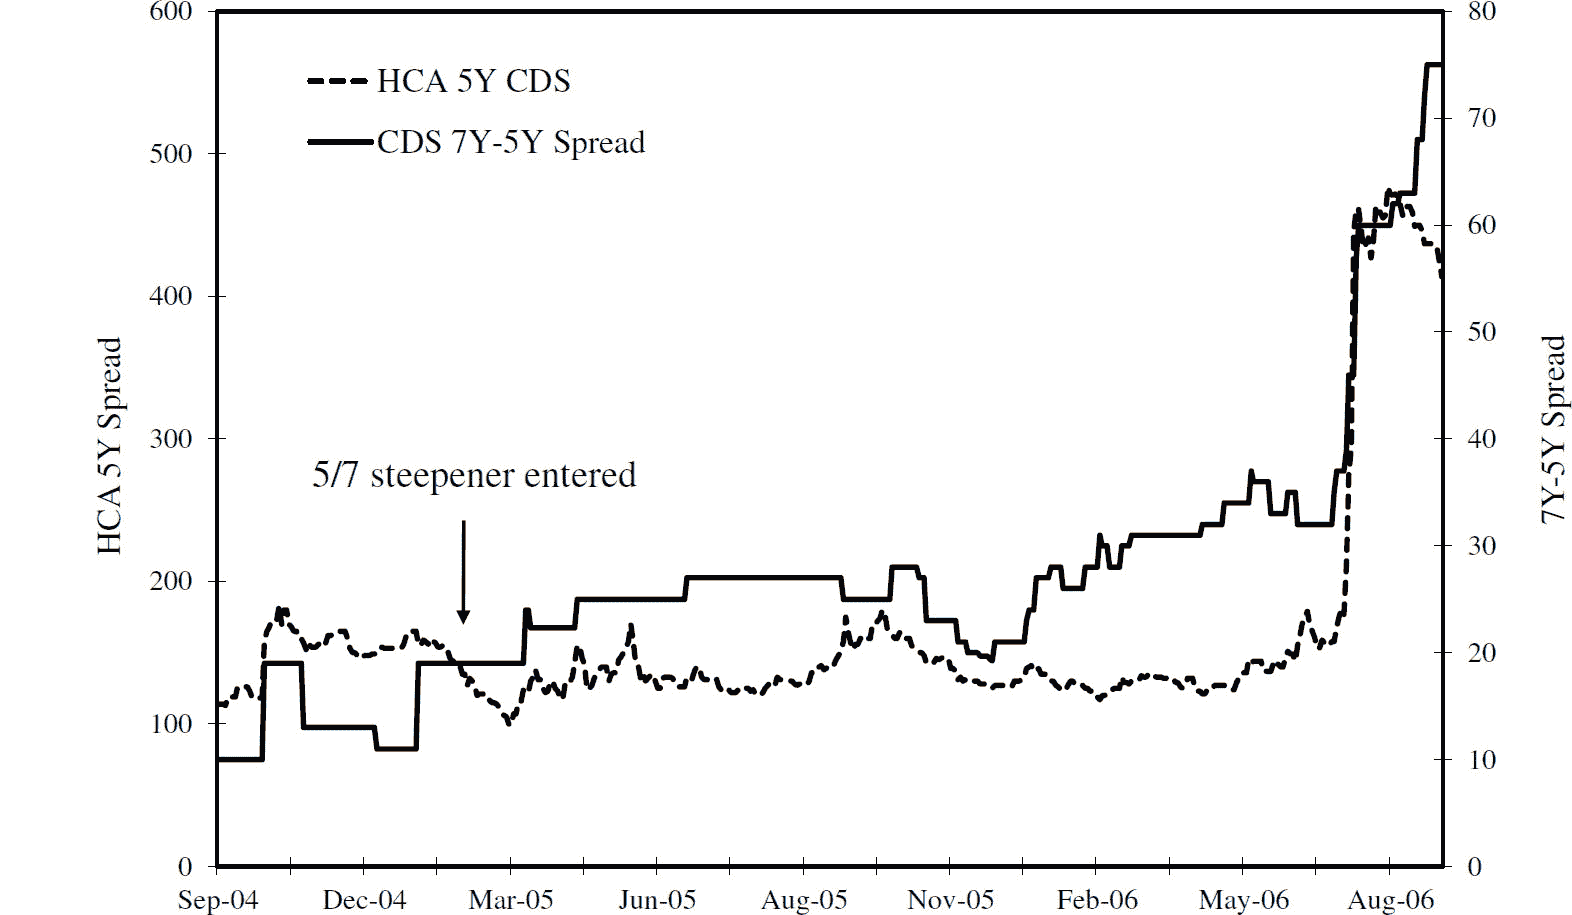 600
500
400
300
200
100
0
HCA 5Y Spread
HCA 5Y CDS
CDS 7Y-5Y Spread
5/7 steepener entered
80
70
60
50
40
30
20
10
0
7Y-5Y Spread
Sep-04 Dec-04 Mar-05 Jun-05 Aug-05 Nov-05 Feb-06 May-06 Aug-06